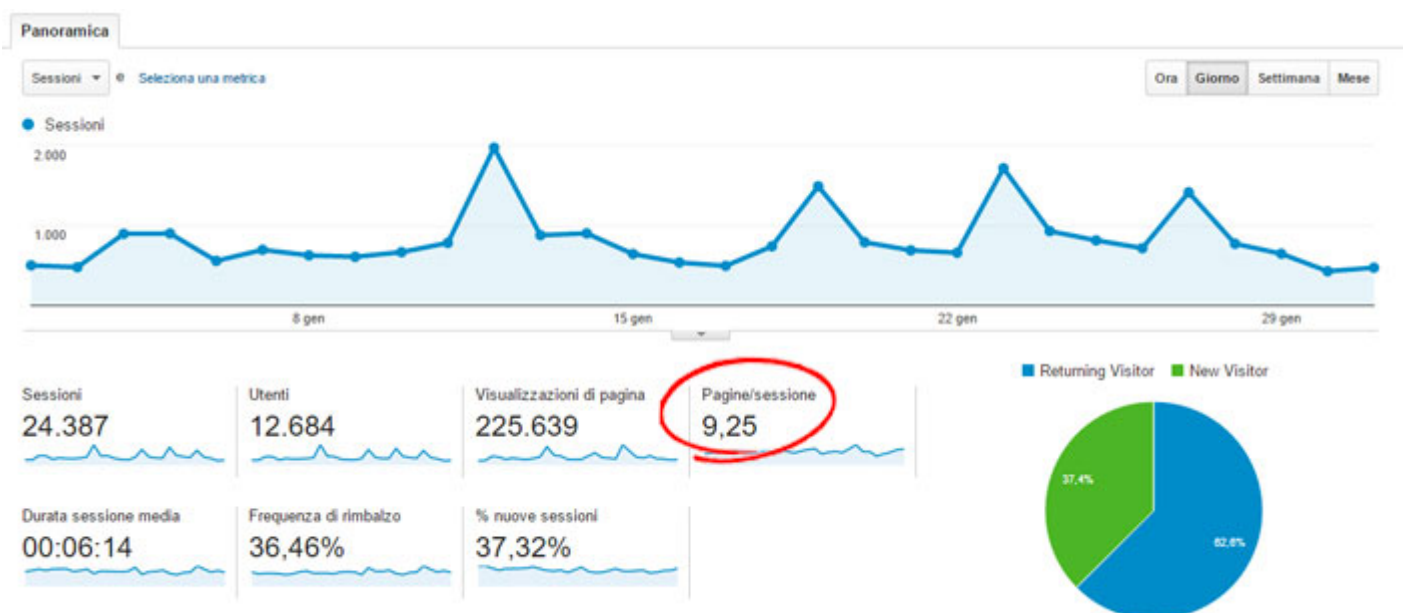 Panoramica
Sessioni e Seleziona una metrica
Ora Giorno Settimana Mese
Sessioni
2.000
1.000
8 gen 15 gen 22 gen 29 gen
Returning Visitor New Visitor
Sessioni Utenti Visualizzazioni di pagina Pagine/sessione
24.387 12.684 225.639 9,25
37,4%
62,6%
Durata sessione media Frequenza di rimbalzo % nuove sessioni
00:06:14 36,46% 37,32%